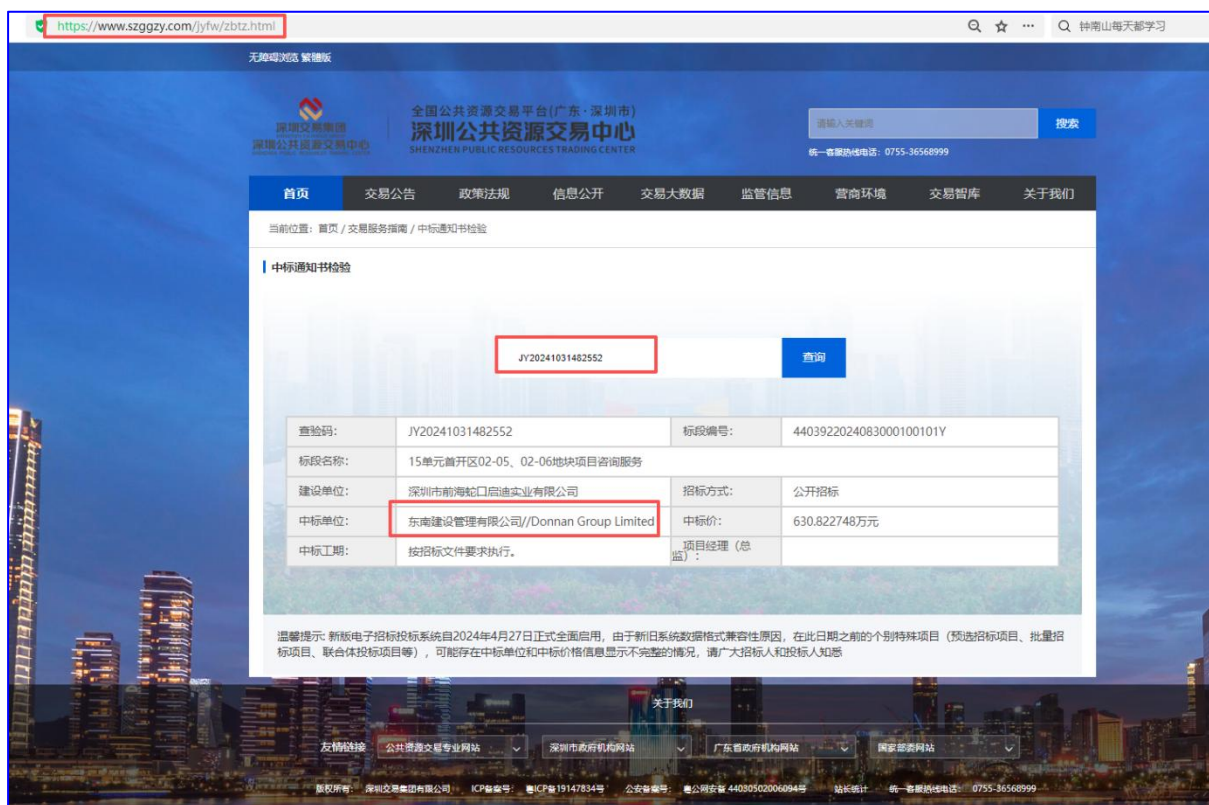 https://www.szggzy.com/jyfw/zbtz.html
钟南山每天都学习
无障碍浏览 繁體版
深圳交易集团
深圳公共资源交易中心
全国公共资源交易平台(广东·深圳市)
深圳公共资源交易中心
SHENZHEN PUBLIC RESOURCES TRADING CENTER
请输入关键词
搜索
统一客服热线电话：0755-36568999
首页 交易公告 政策法规 信息公开 交易大数据 监管信息 营商环境 交易智库 关于我们
当前位置：首页 / 交易服务指南 / 中标通知书检验
中标通知书检验
JY20241031482552
查询
查验码： JY20241031482552 标段编号： 4403922024083000100101Y
标段名称： 15单元首开区02-05、02-06地块项目咨询服务
建设单位： 深圳市前海蛇口启迪实业有限公司 招标方式： 公开招标
中标单位： 东南建设管理有限公司//Donnan Group Limited 中标价： 630.822748万元
中标工期： 按招标文件要求执行。 项目经理（总
监）：
温馨提示: 新版电子招标投标系统自2024年4月27日正式全面启用，由于新旧系统数据格式兼容性原因，在此日期之前的个别特殊项目（预选招标项目、批量招
标项目、联合体投标项目等），可能存在中标单位和中标价格信息显示不完整的情况，请广大招标人和投标人知悉
关于我们
友情链接 公共资源交易专业网站 深圳市政府机构网站 广东省政府机构网站 国家部委网站
版权所有： 深圳交易集团有限公司 ICP备案号： 粤ICP备19147834号 公安备案号： 粤公网安备 44030502006094号 站长统计 统一客服热线电话： 0755-36568999